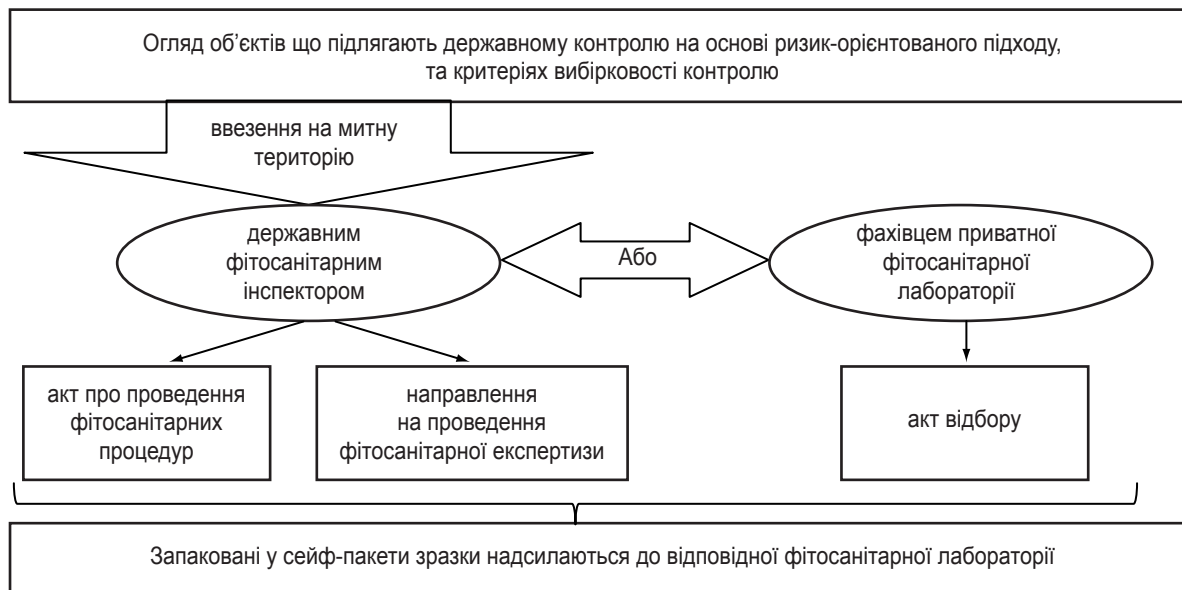 Огляд об’єктів що підлягають державному контролю на основі ризик-орієнтованого підходу,
та критеріях вибірковості контролю
ввезення на митну
територію
державним
фітосанітарним
інспектором
Або
фахівцем приватної
фітосанітарної
лабораторії
акт про проведення
фітосанітарних
процедур
направлення
на проведення
фітосанітарної експертизи
акт відбору
Запаковані у сейф-пакети зразки надсилаються до відповідної фітосанітарної лабораторії